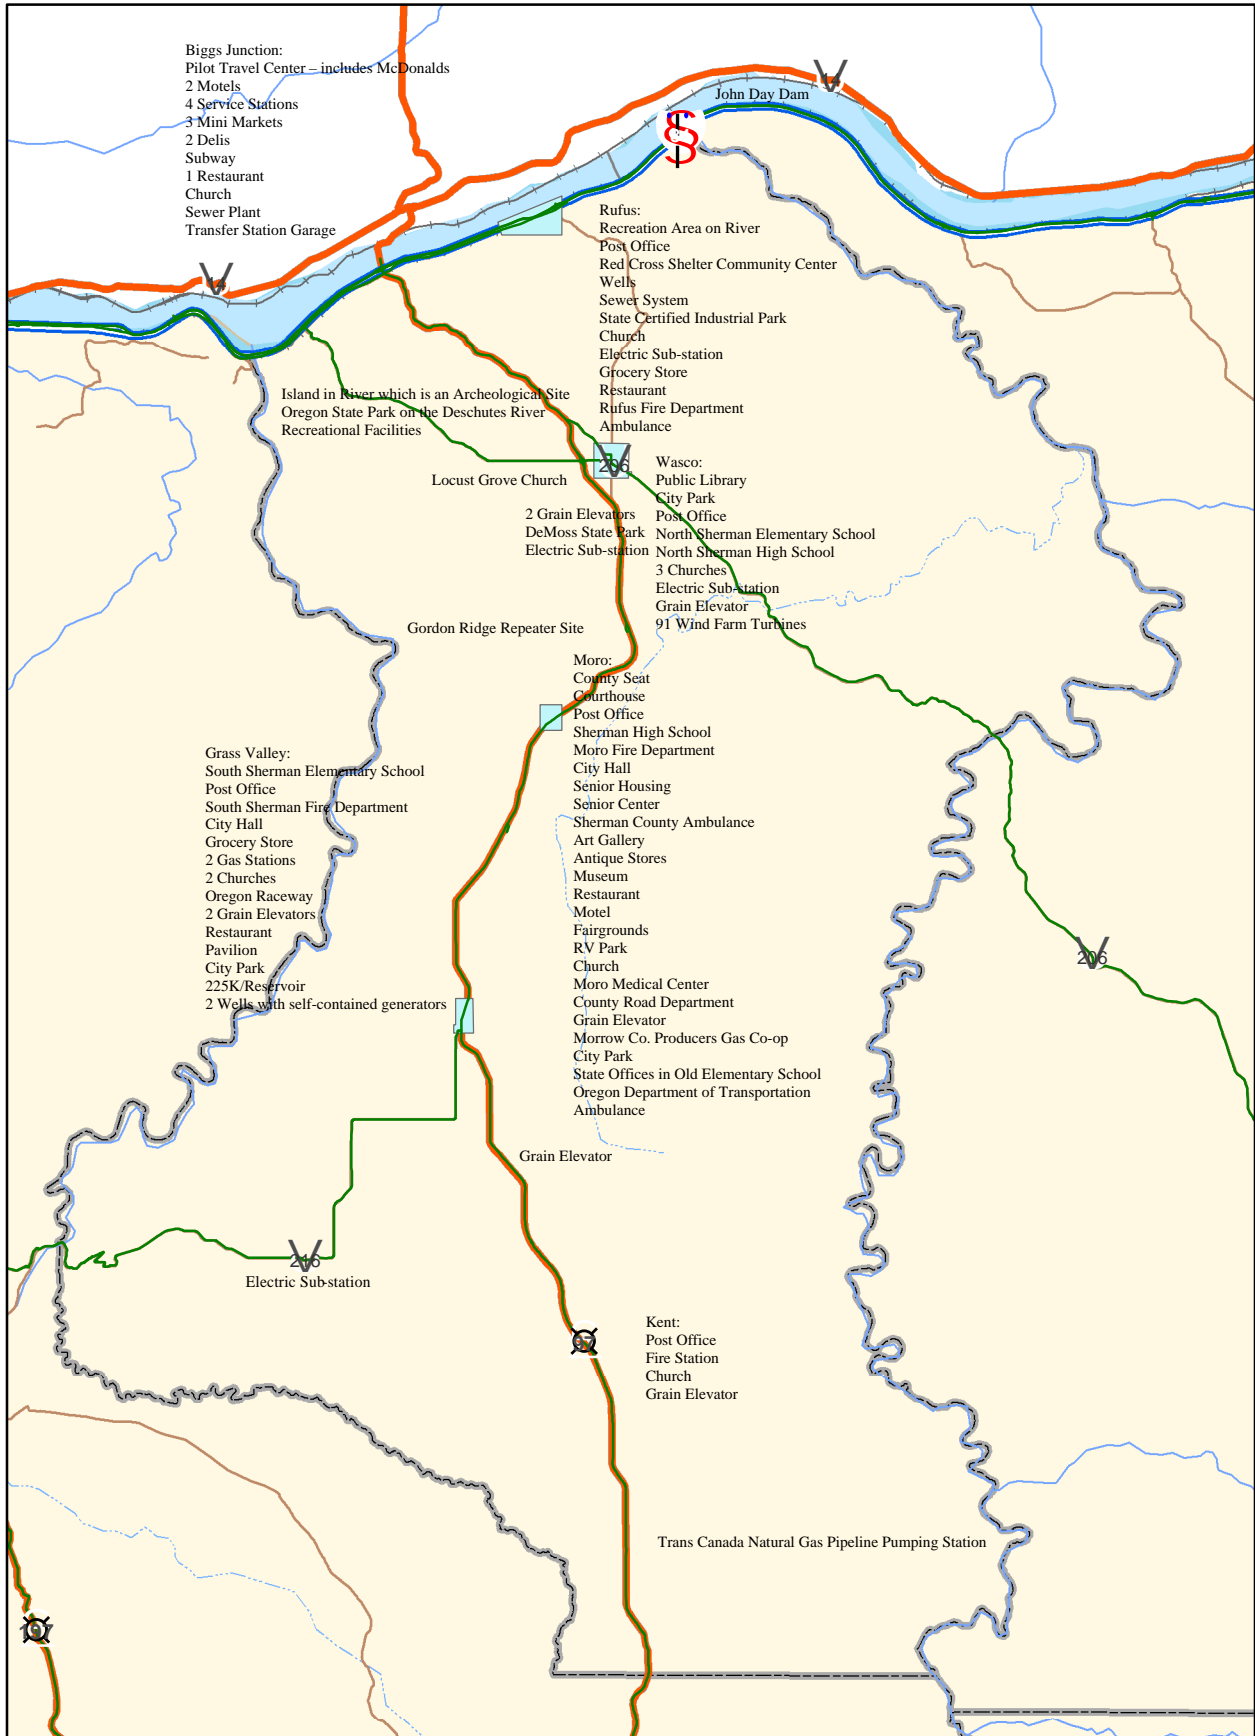 Biggs Junction:
Pilot Travel Center – includes McDonalds
2 Motels
4 Service Stations
3 Mini Markets
2 Delis
Subway
1 Restaurant
Church
Sewer Plant
Transfer Station Garage
14
John Day Dam
14
Rufus:
Recreation Area on River
Post Office
Red Cross Shelter Community Center
Wells
Sewer System
State Certified Industrial Park
Church
Electric Sub-station
Grocery Store
Restaurant
Rufus Fire Department
Ambulance
Island in River which is an Archeological Site
Oregon State Park on the Deschutes River
Recreational Facilities
206
Locust Grove Church
Wasco:
Public Library
City Park
Post Office
North Sherman Elementary School
North Sherman High School
3 Churches
Electric Sub-station
Grain Elevator
91 Wind Farm Turbines
2 Grain Elevators
DeMoss State Park
Electric Sub-station
Gordon Ridge Repeater Site
Moro:
County Seat
Courthouse
Post Office
Sherman High School
Moro Fire Department
City Hall
Senior Housing
Senior Center
Sherman County Ambulance
Art Gallery
Antique Stores
Museum
Restaurant
Motel
Fairgrounds
RV Park
Church
Moro Medical Center
County Road Department
Grain Elevator
Morrow Co. Producers Gas Co-op
City Park
State Offices in Old Elementary School
Oregon Department of Transportation
Ambulance
Grass Valley:
South Sherman Elementary School
Post Office
South Sherman Fire Department
City Hall
Grocery Store
2 Gas Stations
2 Churches
Oregon Raceway
2 Grain Elevators
Restaurant
Pavilion
City Park
225K/Reservoir
2 Wells with self-contained generators
206
Grain Elevator
216
Electric Sub-station
97
Kent:
Post Office
Fire Station
Church
Grain Elevator
Trans Canada Natural Gas Pipeline Pumping Station
197